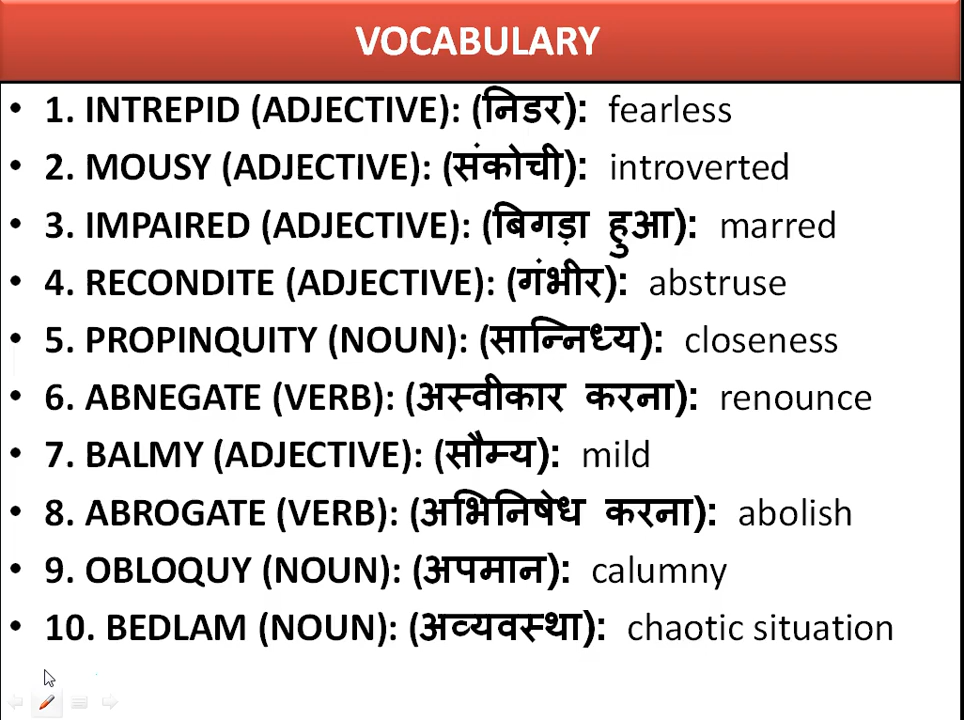 VOCABULARY
• 1. INTREPID (ADJECTIVE): (निडर): fearless
• 2. MOUSY (ADJECTIVE): (संकोची): introverted
• 3. IMPAIRED (ADJECTIVE): (बिगड़ा हुआ): marred
• 4. RECONDITE (ADJECTIVE): (गंभीर): abstruse
• 5. PROPINQUITY (NOUN): (सान्निध्य): closeness
• 6. ABNEGATE (VERB): (अस्वीकार करना): renounce
• 7. BALMY (ADJECTIVE): (सौम्य): mild
• 8. ABROGATE (VERB): (अभिनिषेध करना): abolish
• 9. OBLOQUY (NOUN): (अपमान): calumny
• 10. BEDLAM (NOUN): (अव्यवस्था): chaotic situation